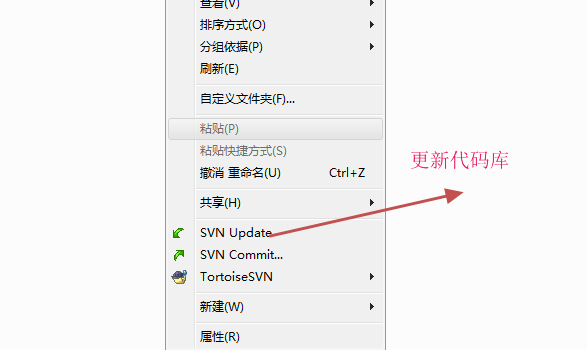 查看(V)
排序方式(O)
分组依据(P)
刷新(E)
自定义文件夹(F)...
粘贴(P)
粘贴快捷方式(S)
撤消 重命名(U) Ctrl+Z
更新代码库
共享(H)
SVN Update
SVN Commit...
TortoiseSVN
新建(W)
属性(R)